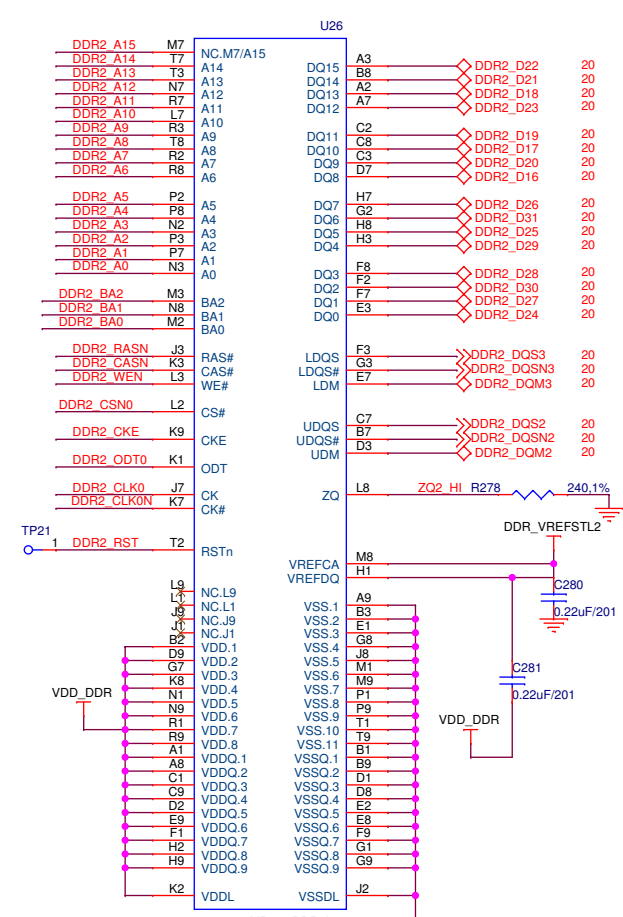 U26
DDR2_A15 M7 NC.M7/A15
DDR2_A14 T7 A14 DQ15 A3 DDR2_D22 20
DDR2_A13 T3 A13 DQ14 B8 DDR2_D21 20
DDR2_A12 N7 A12 DQ13 A2 DDR2_D18 20
DDR2_A11 R7 A11 DQ12 A7 DDR2_D23 20
DDR2_A10 L7 A10
DDR2_A9 R3 A9 DQ11 C2 DDR2_D19 20
DDR2_A8 T8 A8 DQ10 C8 DDR2_D17 20
DDR2_A7 R2 A7 DQ9 C3 DDR2_D20 20
DDR2_A6 R8 A6 DQ8 D7 DDR2_D16 20
DDR2_A5 P2 A5 DQ7 H7 DDR2_D26 20
DDR2_A4 P8 A4 DQ6 G2 DDR2_D31 20
DDR2_A3 N2 A3 DQ5 H8 DDR2_D25 20
DDR2_A2 P3 A2 DQ4 H3 DDR2_D29 20
DDR2_A1 P7 A1
DDR2_A0 N3 A0 DQ3 F8 DDR2_D28 20
DQ2 F2 DDR2_D30 20
DDR2_BA2 M3 BA2 DQ1 F7 DDR2_D27 20
DDR2_BA1 N8 BA1 DQ0 E3 DDR2_D24 20
DDR2_BA0 M2 BA0
DDR2_RASN J3 RAS# LDQS F3 DDR2_DQS3 20
DDR2_CASN K3 CAS# LDQS# G3 DDR2_DQSN3 20
DDR2_WEN L3 WE# LDM E7 DDR2_DQM3 20
DDR2_CSN0 L2 CS# UDQS C7 DDR2_DQS2 20
DDR2_CKE K9 CKE UDQS# B7 DDR2_DQSN2 20
UDM D3 DDR2_DQM2 20
DDR2_ODT0 K1 ODT
DDR2_CLK0 J7 CK ZQ L8 ZQ2_HI R278 240,1%
DDR2_CLK0N K7 CK#
DDR_VREFSTL2
TP21 1 DDR2_RST T2 RSTn
VREFCA M8
VREFDQ H1
L9 NC.L9 C280
L1 NC.L1 VSS.1 A9 0.22uF/201
J9 NC.J9 VSS.2 B3
J1 NC.J1 VSS.3 E1
B2 VDD.1 VSS.4 G8
D9 VDD.2 VSS.5 J8
G7 VDD.3 VSS.6 M1 C281
K8 VDD.4 VSS.7 M9
VDD_DDR N1 VDD.5 VSS.8 P1 0.22uF/201
N9 VDD.6 VSS.9 P9
R1 VDD.7 VSS.10 T1 VDD_DDR
R9 VDD.8 VSS.11 T9
A1 VDDQ.1 VSSQ.1 B1
A8 VDDQ.2 VSSQ.2 B9
C1 VDDQ.3 VSSQ.3 D1
C9 VDDQ.4 VSSQ.4 D8
D2 VDDQ.5 VSSQ.5 E2
E9 VDDQ.6 VSSQ.6 E8
F1 VDDQ.7 VSSQ.7 F9
H2 VDDQ.8 VSSQ.8 G1
H9 VDDQ.9 VSSQ.9 G9
K2 VDDL VSSDL J2